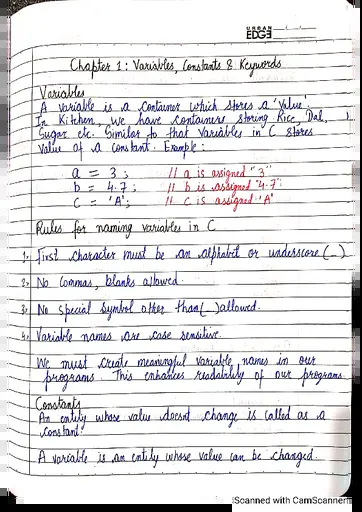 URBAN
EDGE
Chapter 1: Variables, Constants & Keywords
Variables
A variable is a container which stores a 'Value'.
In Kitchen, we have containers storing Rice, Dal,
Sugar etc. Similar to that Variables in C stores
value of a constant. Example:
a = 3; // a is assigned "3"
b = 4.7; // b is assigned "4.7"
c = 'A'; // c is assigned 'A'
Rules for naming variables in C
1. First character must be an alphabet or underscore (_)
2. No commas, blanks allowed.
3. No special symbol other than (_) allowed.
4. Variable names are case sensitive.
We must create meaningful variable names in our
programs. This enhances readability of our programs
Constants
An entity whose value doesnt change is called as a
constant.
A variable is an entity whose value can be changed.
Scanned with CamScanner